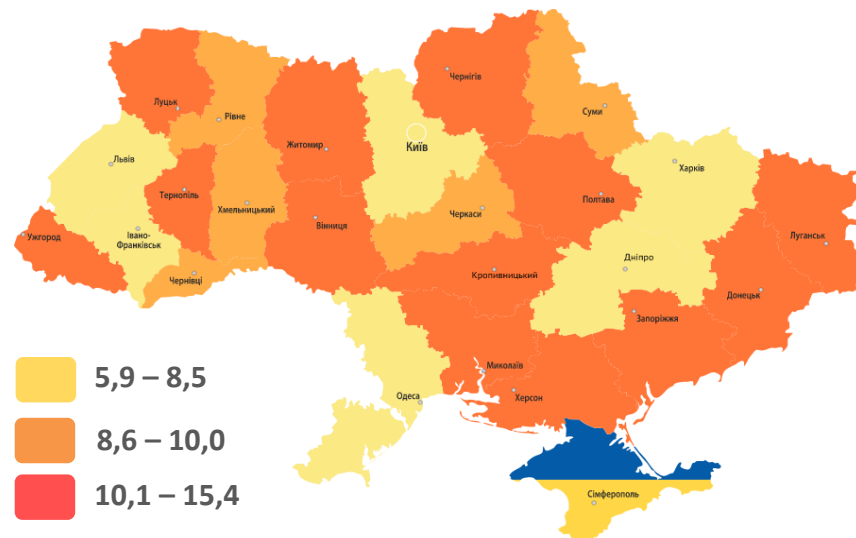 Чернігів
Луцьк
Рівне
Суми
Житомир
Київ
Львів
Харків
Тернопіль
Хмельницький
Черкаси
Полтава
Вінниця
Івано-
Франківськ
Ужгород
Луганськ
Дніпро
Чернівці
Кропивницький
Донецьк
Запоріжжя
Миколаїв
Херсон
Одеса
5,9 – 8,5
8,6 – 10,0
10,1 – 15,4
Сімферополь